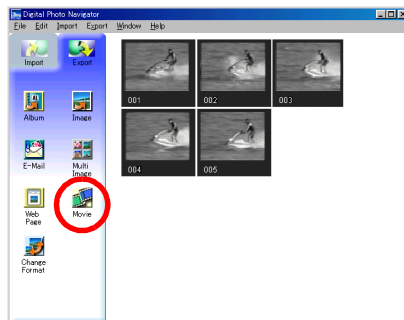 Digital Photo Navigator
File Edit Import Export Window Help
Import Export
001 002 003
Album Image
004 005
E-Mail Multi Image
Web Page Movie
Change Format